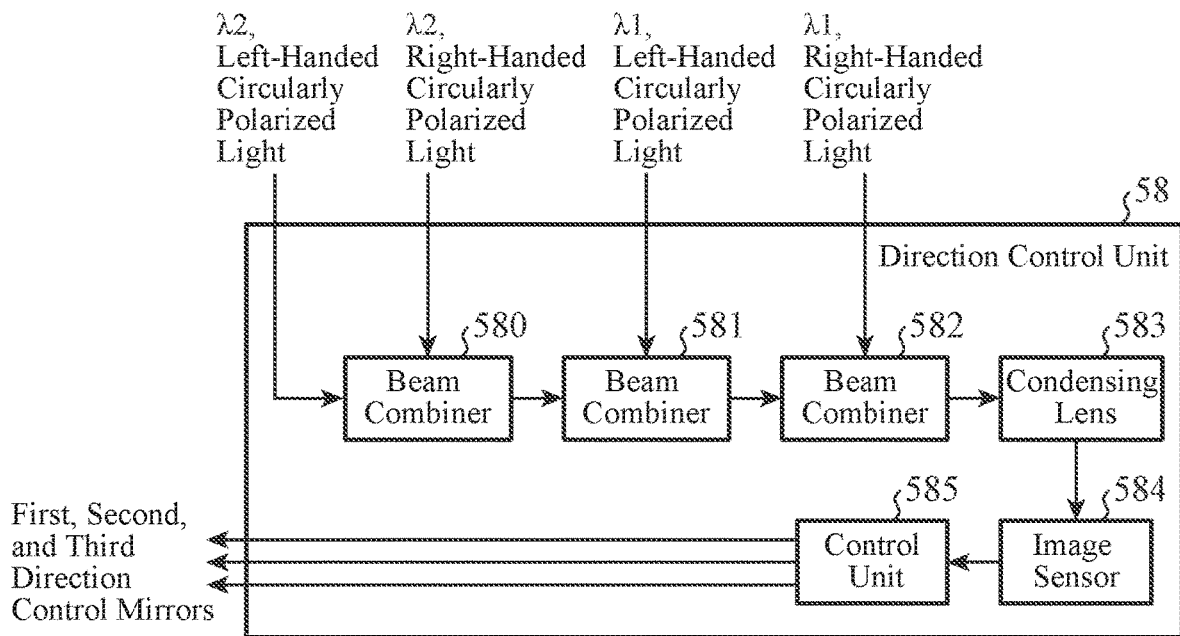 λ2,
Left-Handed
Circularly
Polarized
Light
λ2,
Right-Handed
Circularly
Polarized
Light
λ1,
Left-Handed
Circularly
Polarized
Light
λ1,
Right-Handed
Circularly
Polarized
Light
58
Direction Control Unit
580
Beam
Combiner
581
Beam
Combiner
582
Beam
Combiner
583
Condensing
Lens
584
Image
Sensor
585
Control
Unit
First, Second,
and Third
Direction
Control Mirrors